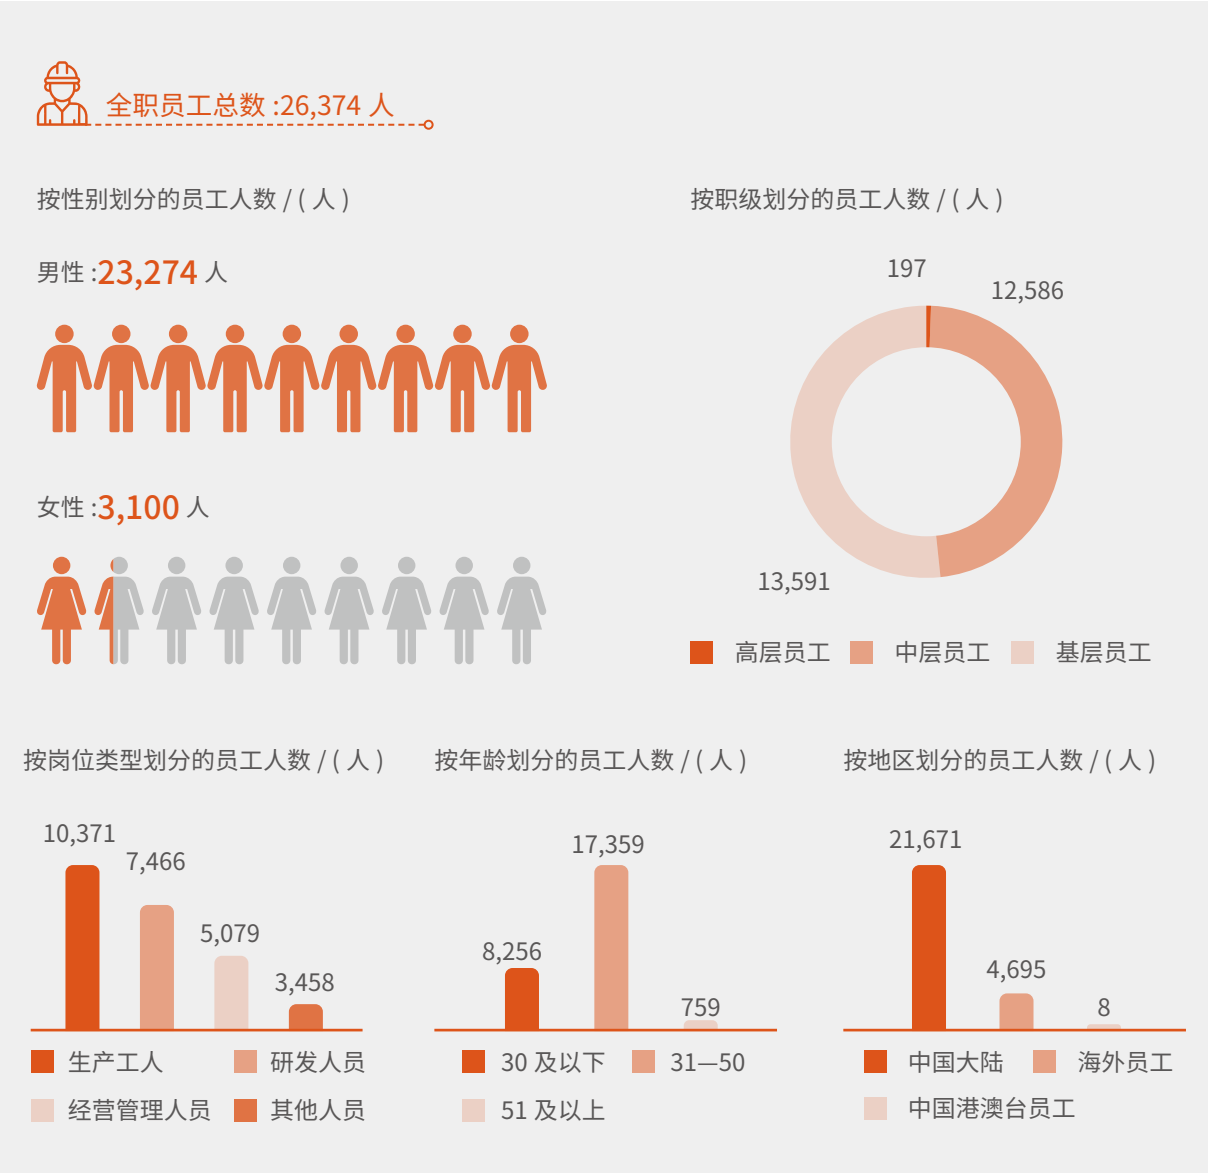 全职员工总数 :26,374 人
按性别划分的员工人数 / ( 人 )
男性 :23,274 人
女性 :3,100 人
按职级划分的员工人数 / ( 人 )
197
12,586
13,591
高层员工 中层员工 基层员工
按岗位类型划分的员工人数 / ( 人 )
10,371
7,466
5,079
3,458
生产工人 研发人员
经营管理人员 其他人员
按年龄划分的员工人数 / ( 人 )
17,359
8,256
759
30 及以下 31—50
51 及以上
按地区划分的员工人数 / ( 人 )
21,671
4,695
8
中国大陆 海外员工
中国港澳台员工